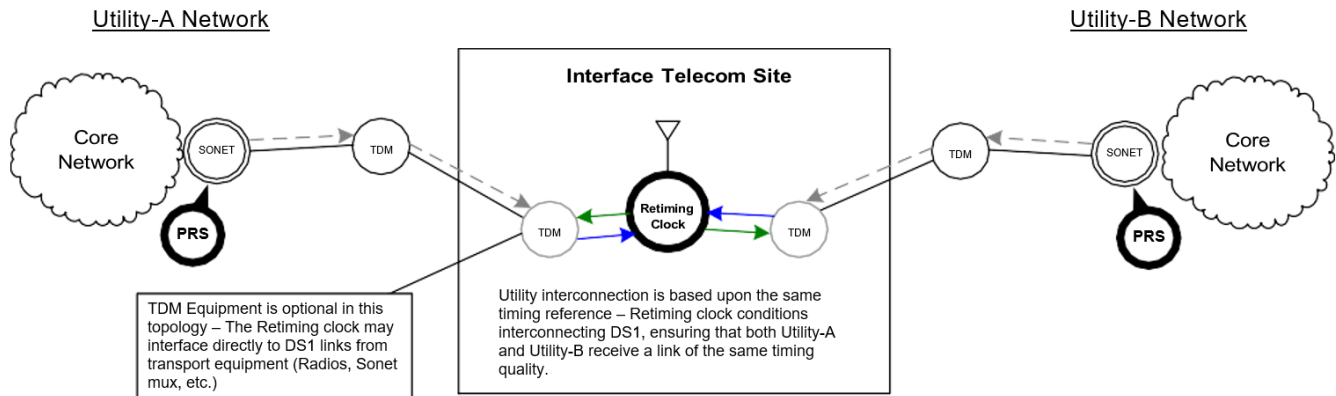 Utility-A Network
Utility-B Network
Interface Telecom Site
Core
Network
SONET
TDM
PRS
TDM
Retiming
Clock
TDM
TDM
SONET
PRS
Core
Network
TDM Equipment is optional in this
topology – The Retiming clock may
interface directly to DS1 links from
transport equipment (Radios, Sonet
mux, etc.)
Utility interconnection is based upon the same
timing reference – Retiming clock conditions
interconnecting DS1, ensuring that both Utility-A
and Utility-B receive a link of the same timing
quality.